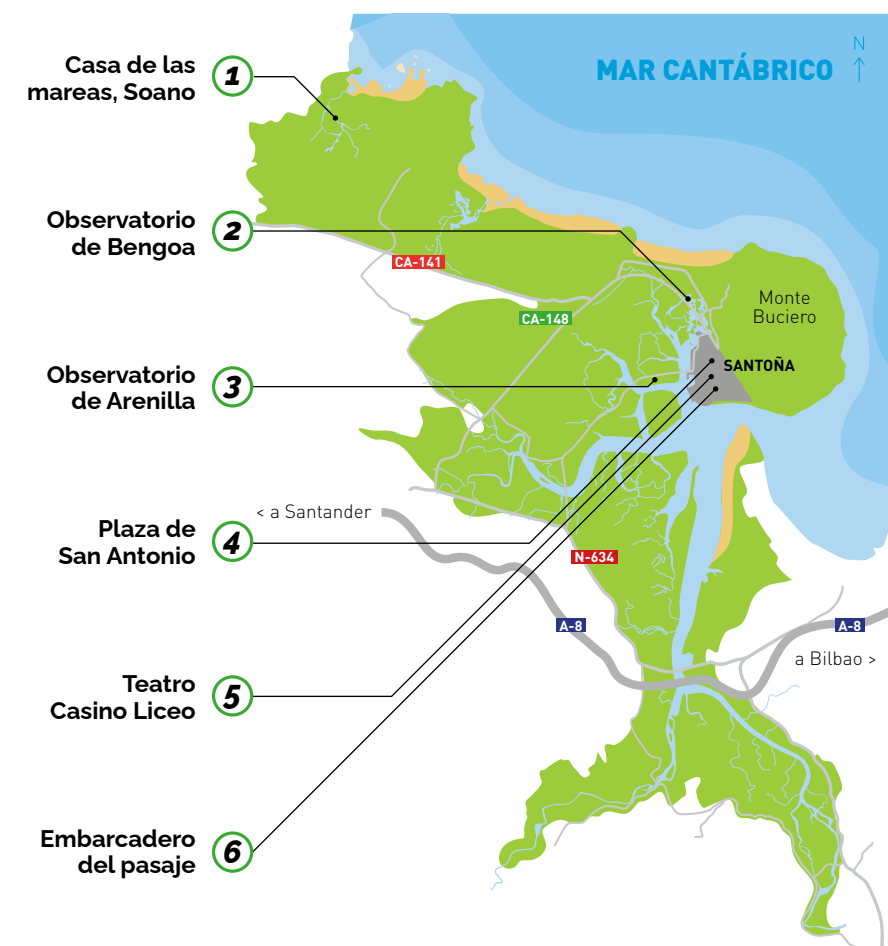 Casa de las
mareas, Soano
1
MAR CANTÁBRICO
N
Observatorio
de Bengoa
2
CA-141
CA-148
Monte
Buciero
SANTOÑA
Observatorio
de Arenilla
3
< a Santander
Plaza de
San Antonio
4
N-634
A-8
A-8
a Bilbao >
Teatro
Casino Liceo
5
Embarcadero
del pasaje
6